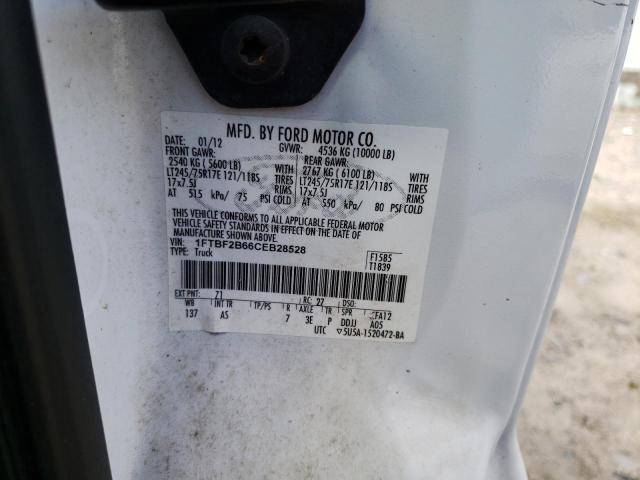 MFD. BY FORD MOTOR CO.
DATE: 01/12 GVWR: 4536 KG (10000 LB)
FRONT GAWR: REAR GAWR:
2540 KG ( 5600 LB) WITH 2767 KG ( 6100 LB) WITH
LT245/75R17E 121/118S TIRES LT245/75R17E 121/118S TIRES
17x7.5J RIMS 17x7.5J RIMS
AT 515 kPa/ 75 PSI COLD AT 550 kPa/ 80 PSI COLD
THIS VEHICLE CONFORMS TO ALL APPLICABLE FEDERAL MOTOR
VEHICLE SAFETY STANDARDS IN EFFECT ON THE DATE OF
MANUFACTURE SHOWN ABOVE.
VIN: 1FTBF2B66CEB28528 F1585
TYPE: Truck T1839
EXT PNT: Z1 RC: 27 DSO:
WB INT TR TP/PS R AXLE TR SPR FA12
137 AS 7 3E P DDJJ A05
UTC ▽5U5A-1520472-BA